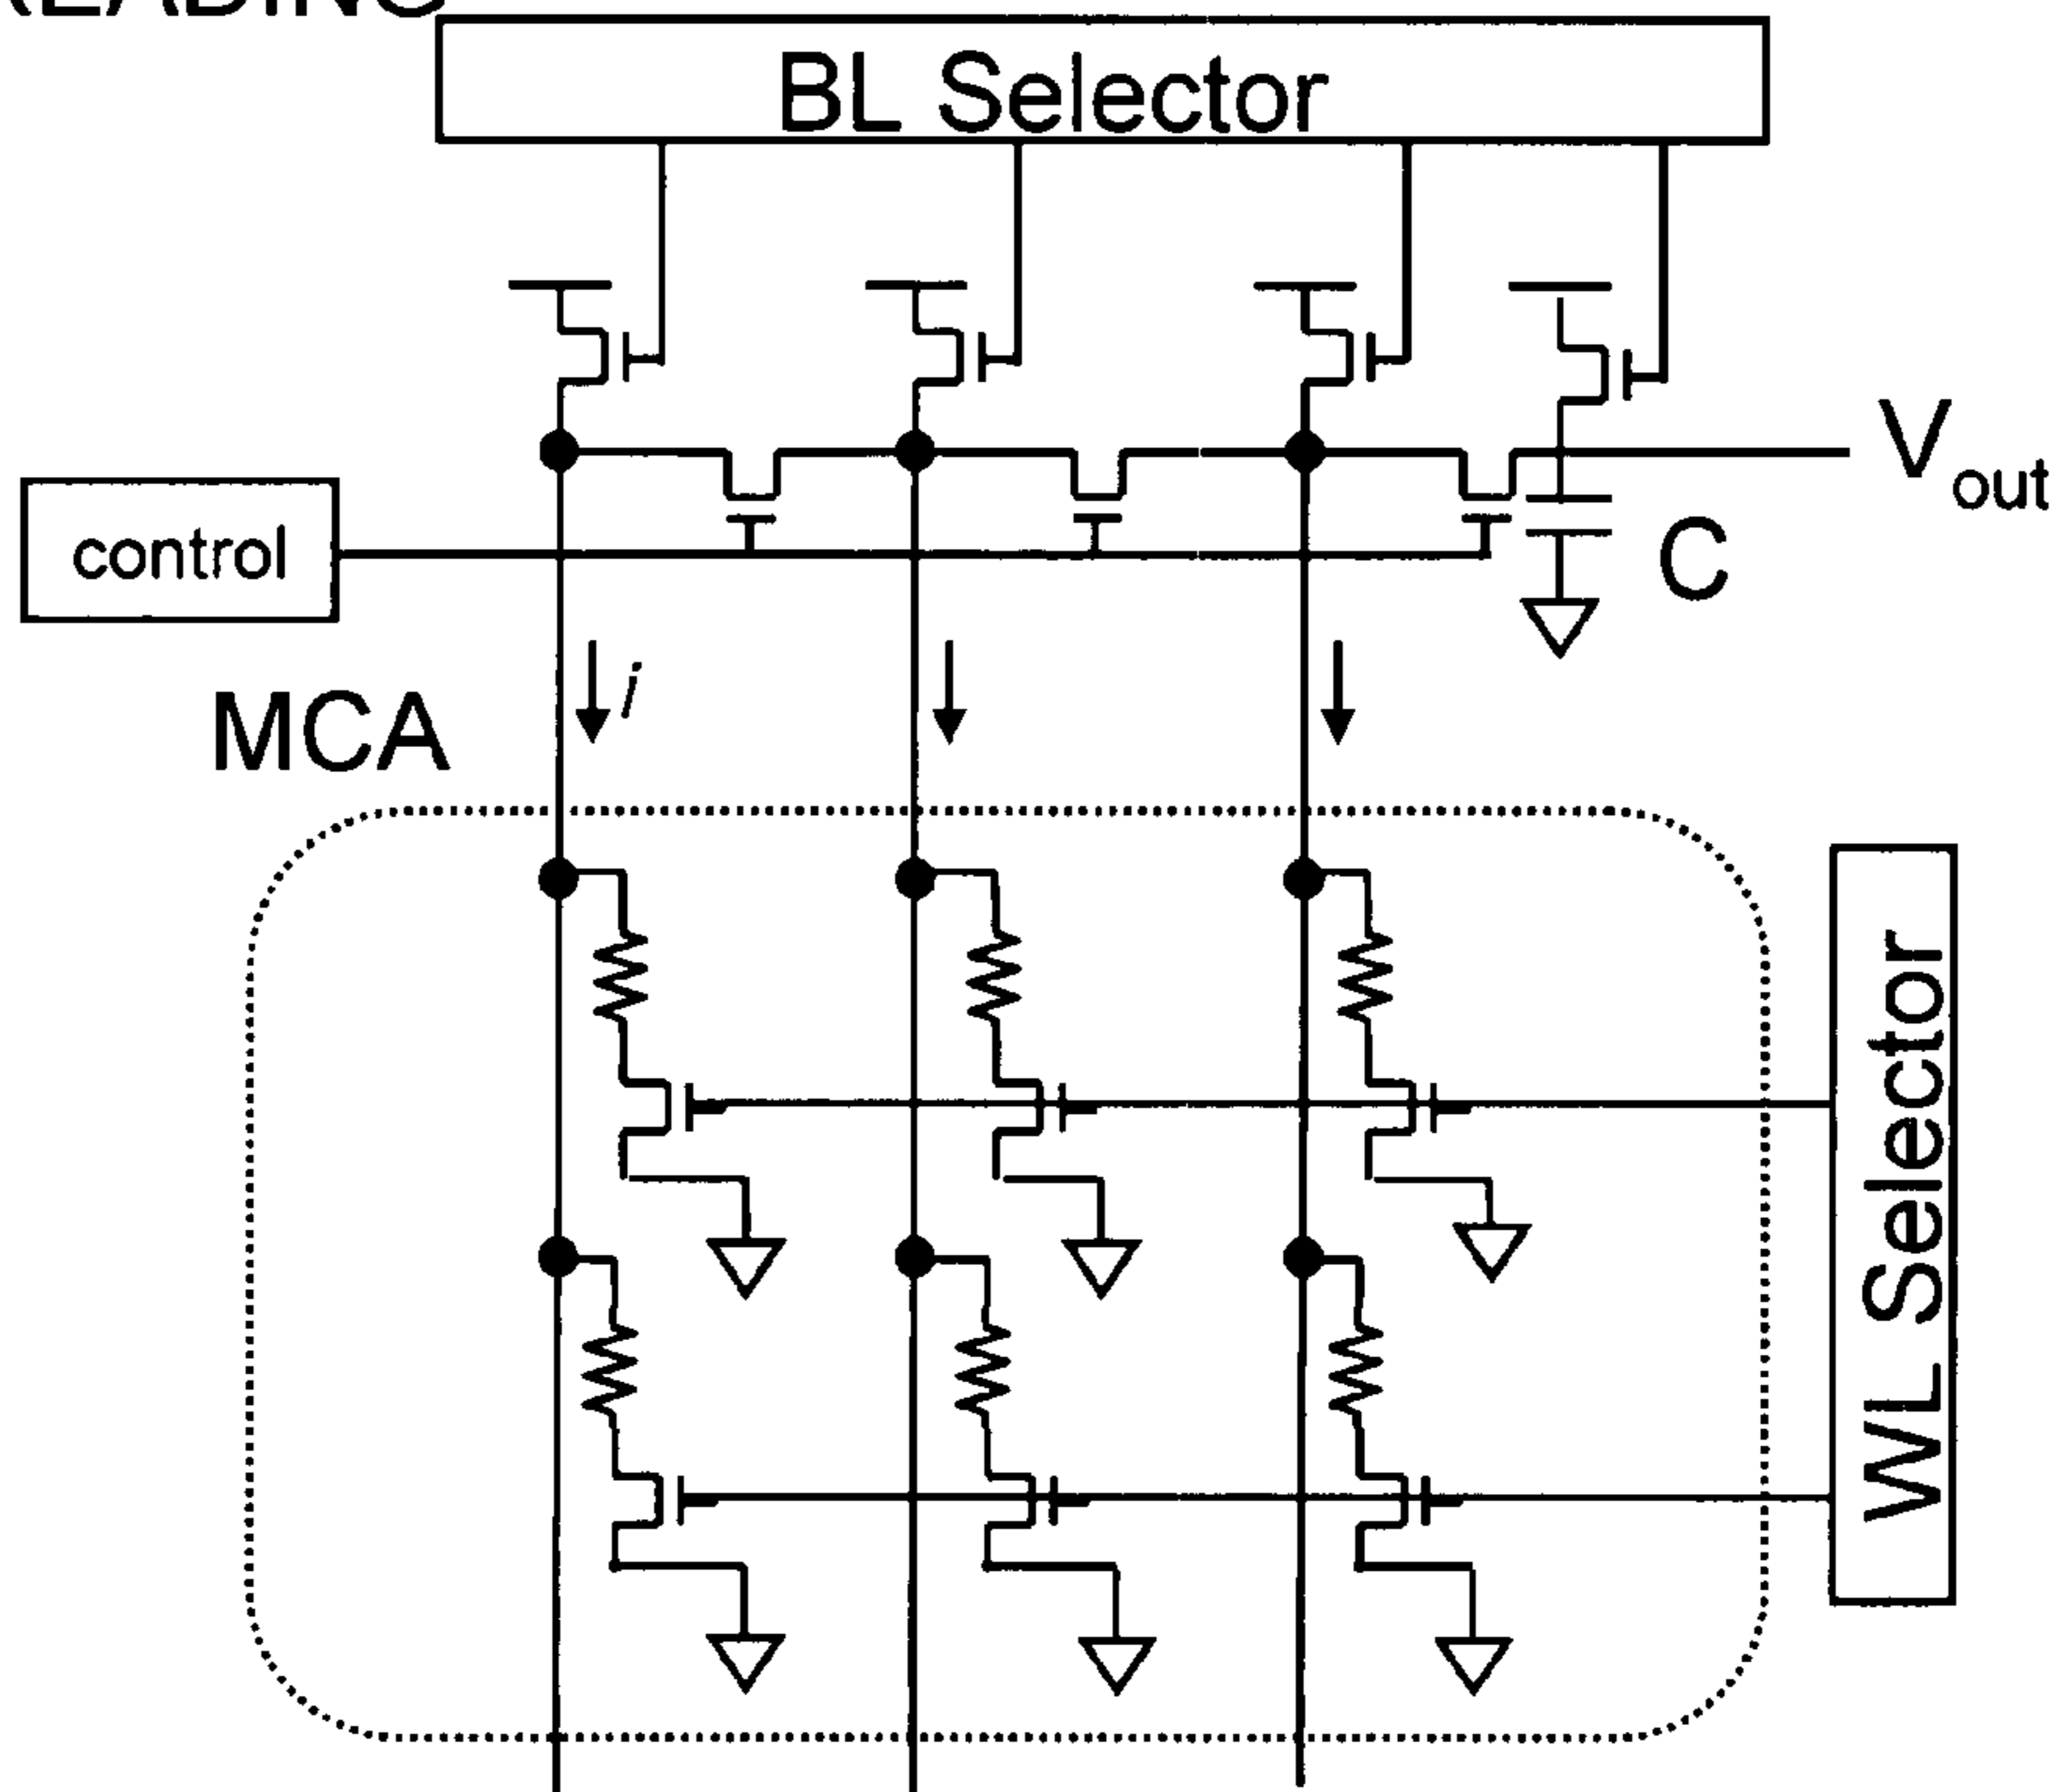 BL Selector
V out
control
C
i
MCA
WL Selector